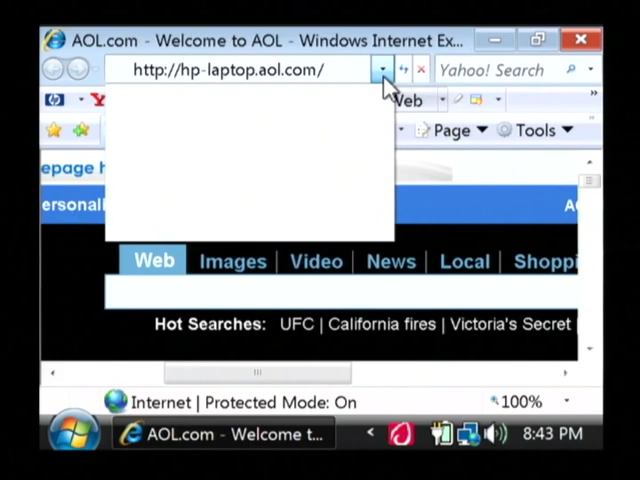 AOL.com - Welcome to AOL - Windows Internet Ex...
http://hp-laptop.aol.com/
Yahoo! Search
hp
Web
Page
Tools
epage
ersonali
Web | Images | Video | News | Local | Shoppi
Hot Searches: UFC | California fires | Victoria's Secret
Internet | Protected Mode: On
100%
AOL.com - Welcome t...
8:43 PM